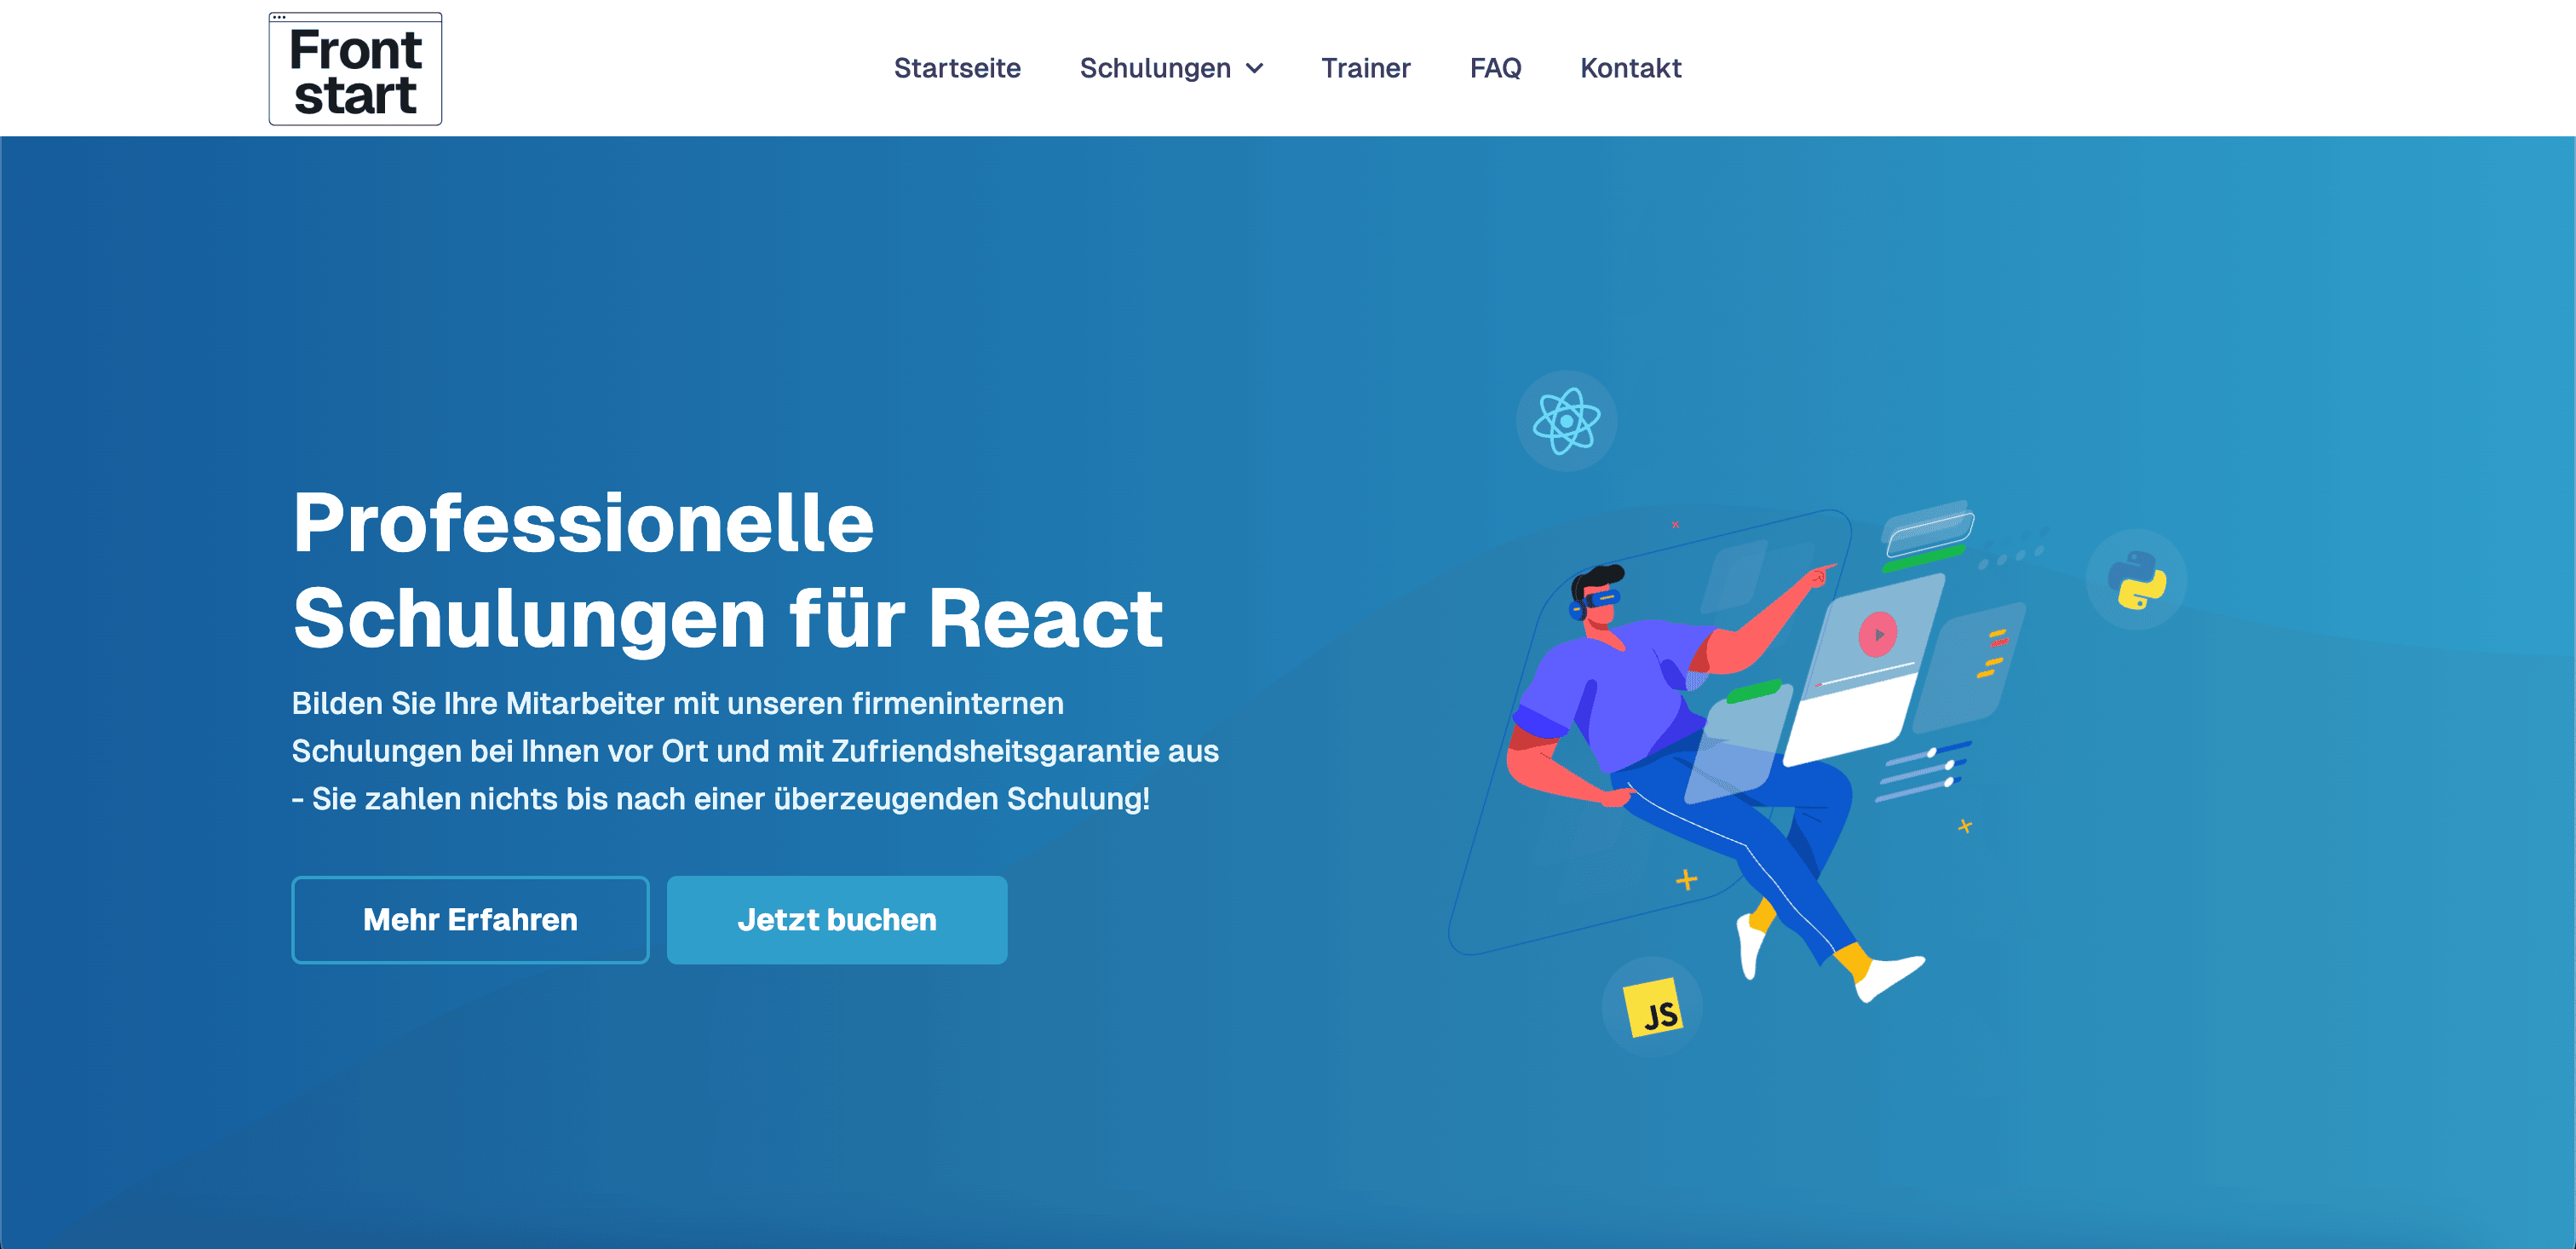 Front
start
Startseite
Schulungen
Trainer
FAQ
Kontakt
Professionelle
Schulungen für React
Bilden Sie Ihre Mitarbeiter mit unseren firmeninternen
Schulungen bei Ihnen vor Ort und mit Zufriendsheitsgarantie aus
- Sie zahlen nichts bis nach einer überzeugenden Schulung!
Mehr Erfahren
Jetzt buchen
JS